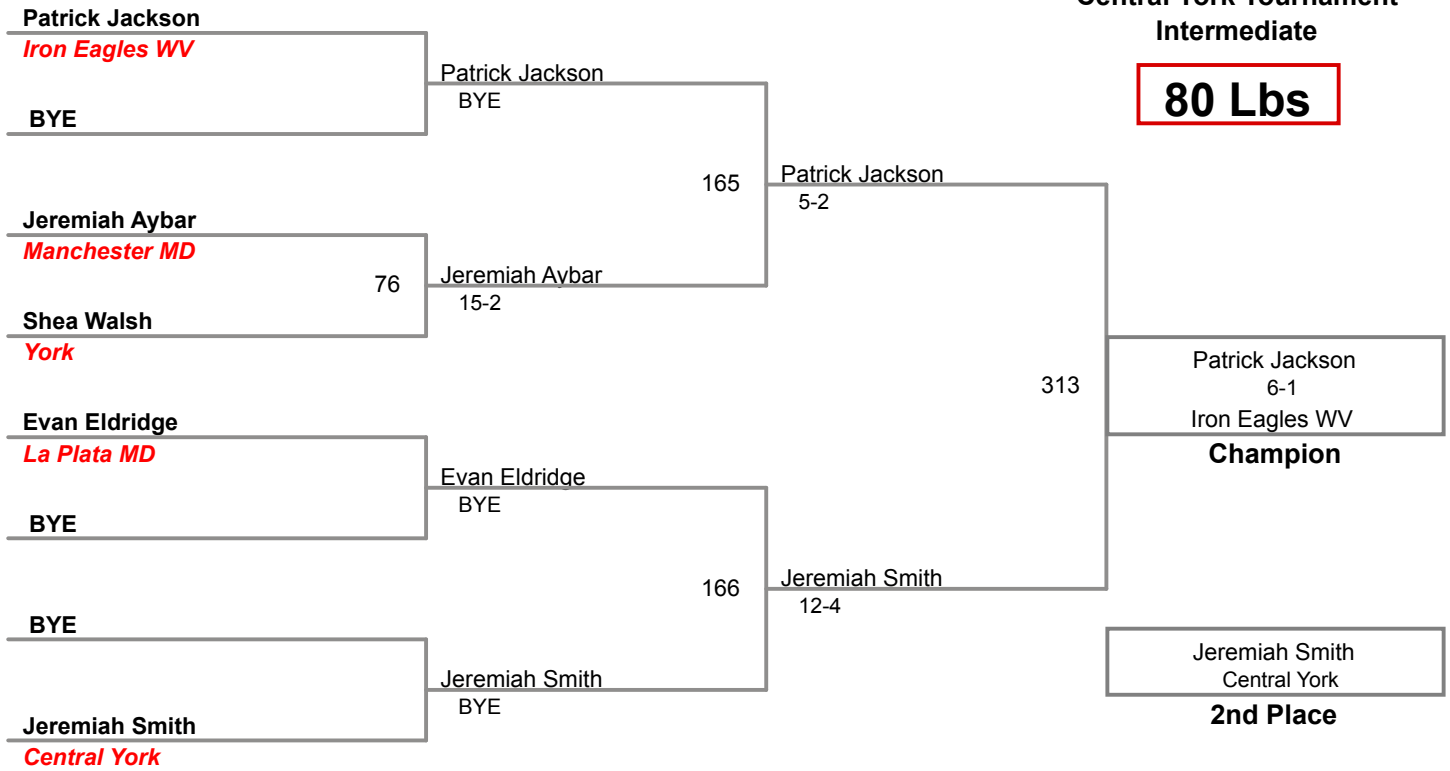 Central York Tournament
Intermediate
80 Lbs
Patrick Jackson
Iron Eagles WV
BYE
Jeremiah Aybar
Manchester MD
Shea Walsh
York
Evan Eldridge
La Plata MD
BYE
BYE
Jeremiah Smith
Central York
76
Patrick Jackson
BYE
Jeremiah Aybar
15-2
Evan Eldridge
BYE
Jeremiah Smith
BYE
165
166
Patrick Jackson
5-2
Jeremiah Smith
12-4
313
Patrick Jackson
6-1
Iron Eagles WV
Champion
Jeremiah Smith
Central York
2nd Place